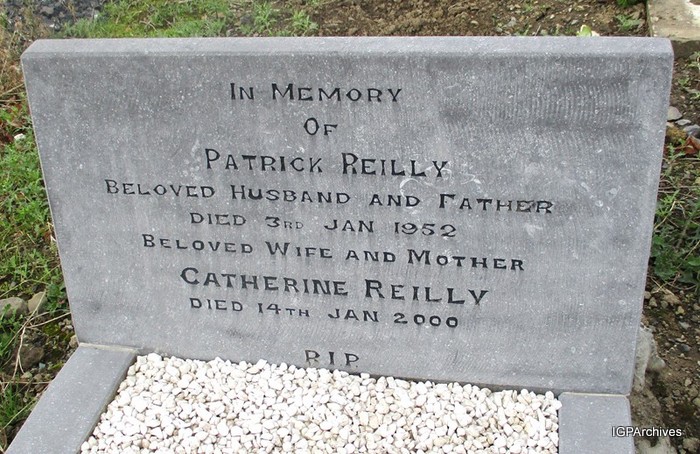 In Memory
Of
Patrick Reilly
Beloved Husband and Father
Died 3rd Jan 1952
Beloved Wife and Mother
Catherine Reilly
Died 14th Jan 2000
RIP
IGPArchives